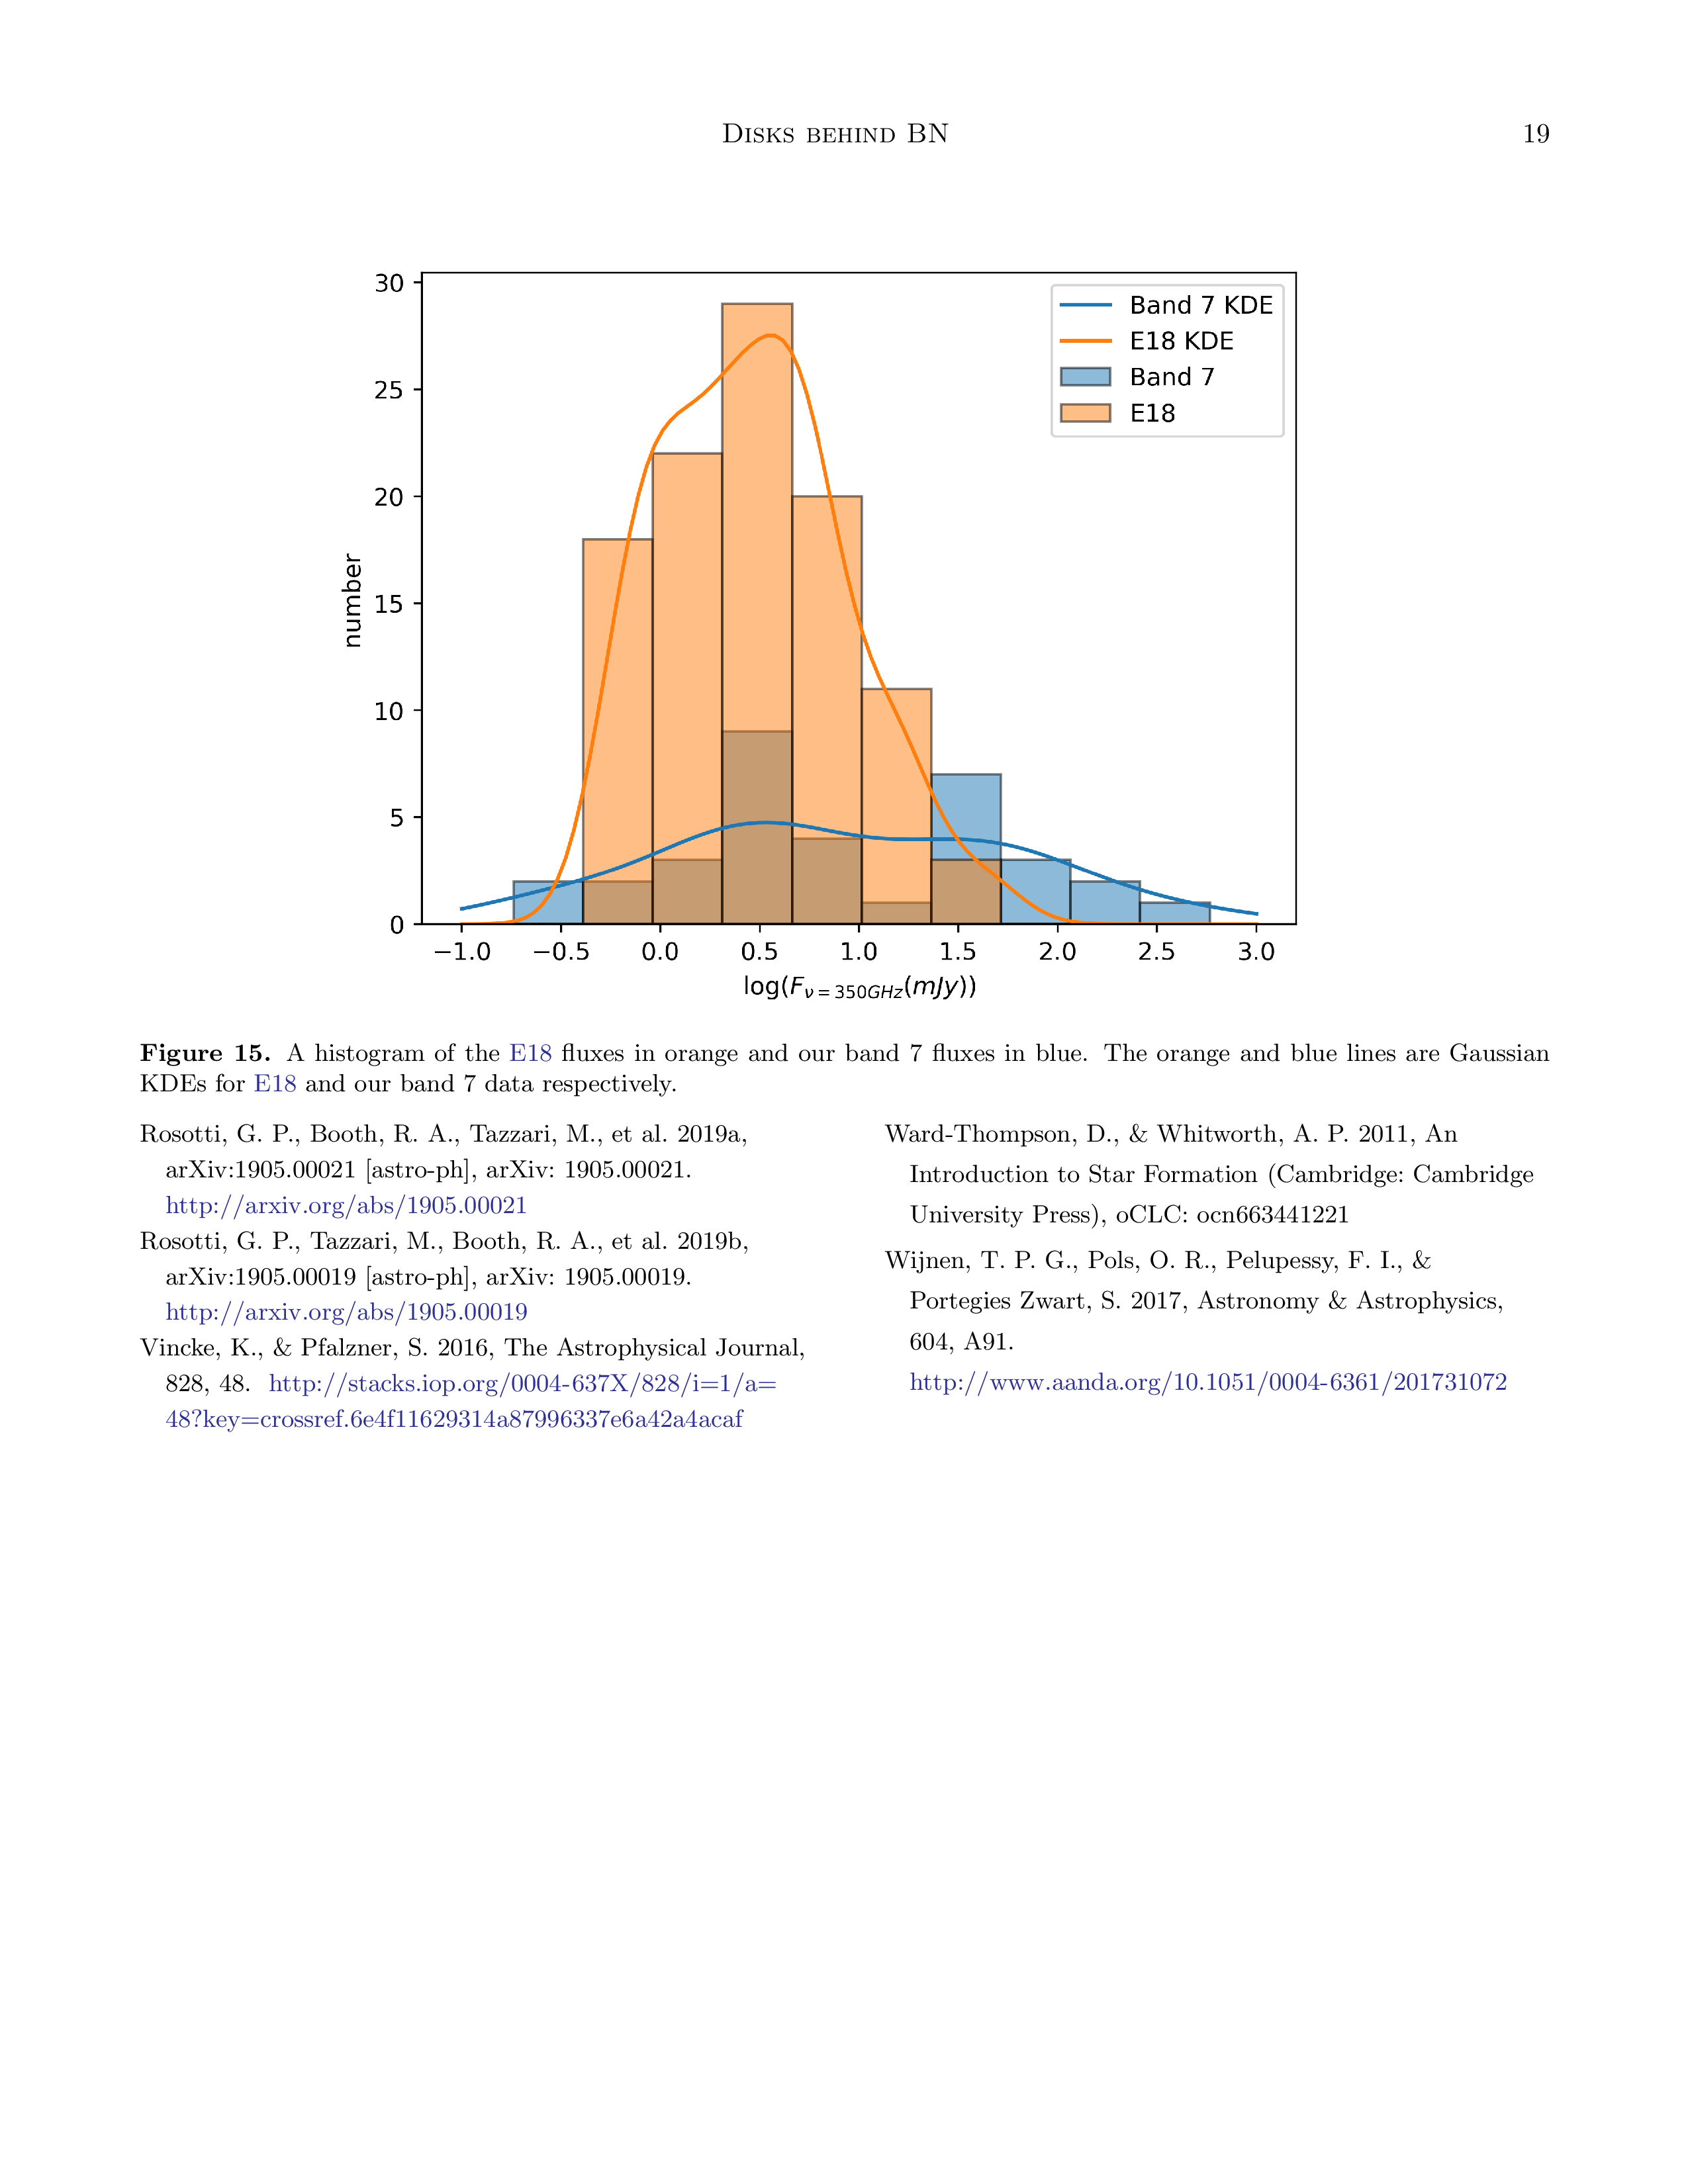 DISKS BEHIND BN 19
30
25
20
15
10
5
0
number
Band 7 KDE
E18 KDE
Band 7
E18
−1.0 −0.5 0.0 0.5 1.0 1.5 2.0 2.5 3.0
log(Fν=350GHz(mJy))
Figure 15. A histogram of the E18 fluxes in orange and our band 7 fluxes in blue. The orange and blue lines are Gaussian
KDEs for E18 and our band 7 data respectively.
Rosotti, G. P., Booth, R. A., Tazzari, M., et al. 2019a,
arXiv:1905.00021 [astro-ph], arXiv: 1905.00021.
http://arxiv.org/abs/1905.00021
Rosotti, G. P., Tazzari, M., Booth, R. A., et al. 2019b,
arXiv:1905.00019 [astro-ph], arXiv: 1905.00019.
http://arxiv.org/abs/1905.00019
Vincke, K., & Pfalzner, S. 2016, The Astrophysical Journal,
828, 48. http://stacks.iop.org/0004-637X/828/i=1/a=
48?key=crossref.6e4f11629314a87996337e6a42a4acaf
Ward-Thompson, D., & Whitworth, A. P. 2011, An
Introduction to Star Formation (Cambridge: Cambridge
University Press), oCLC: ocn663441221
Wijnen, T. P. G., Pols, O. R., Pelupessy, F. I., &
Portegies Zwart, S. 2017, Astronomy & Astrophysics,
604, A91.
http://www.aanda.org/10.1051/0004-6361/201731072